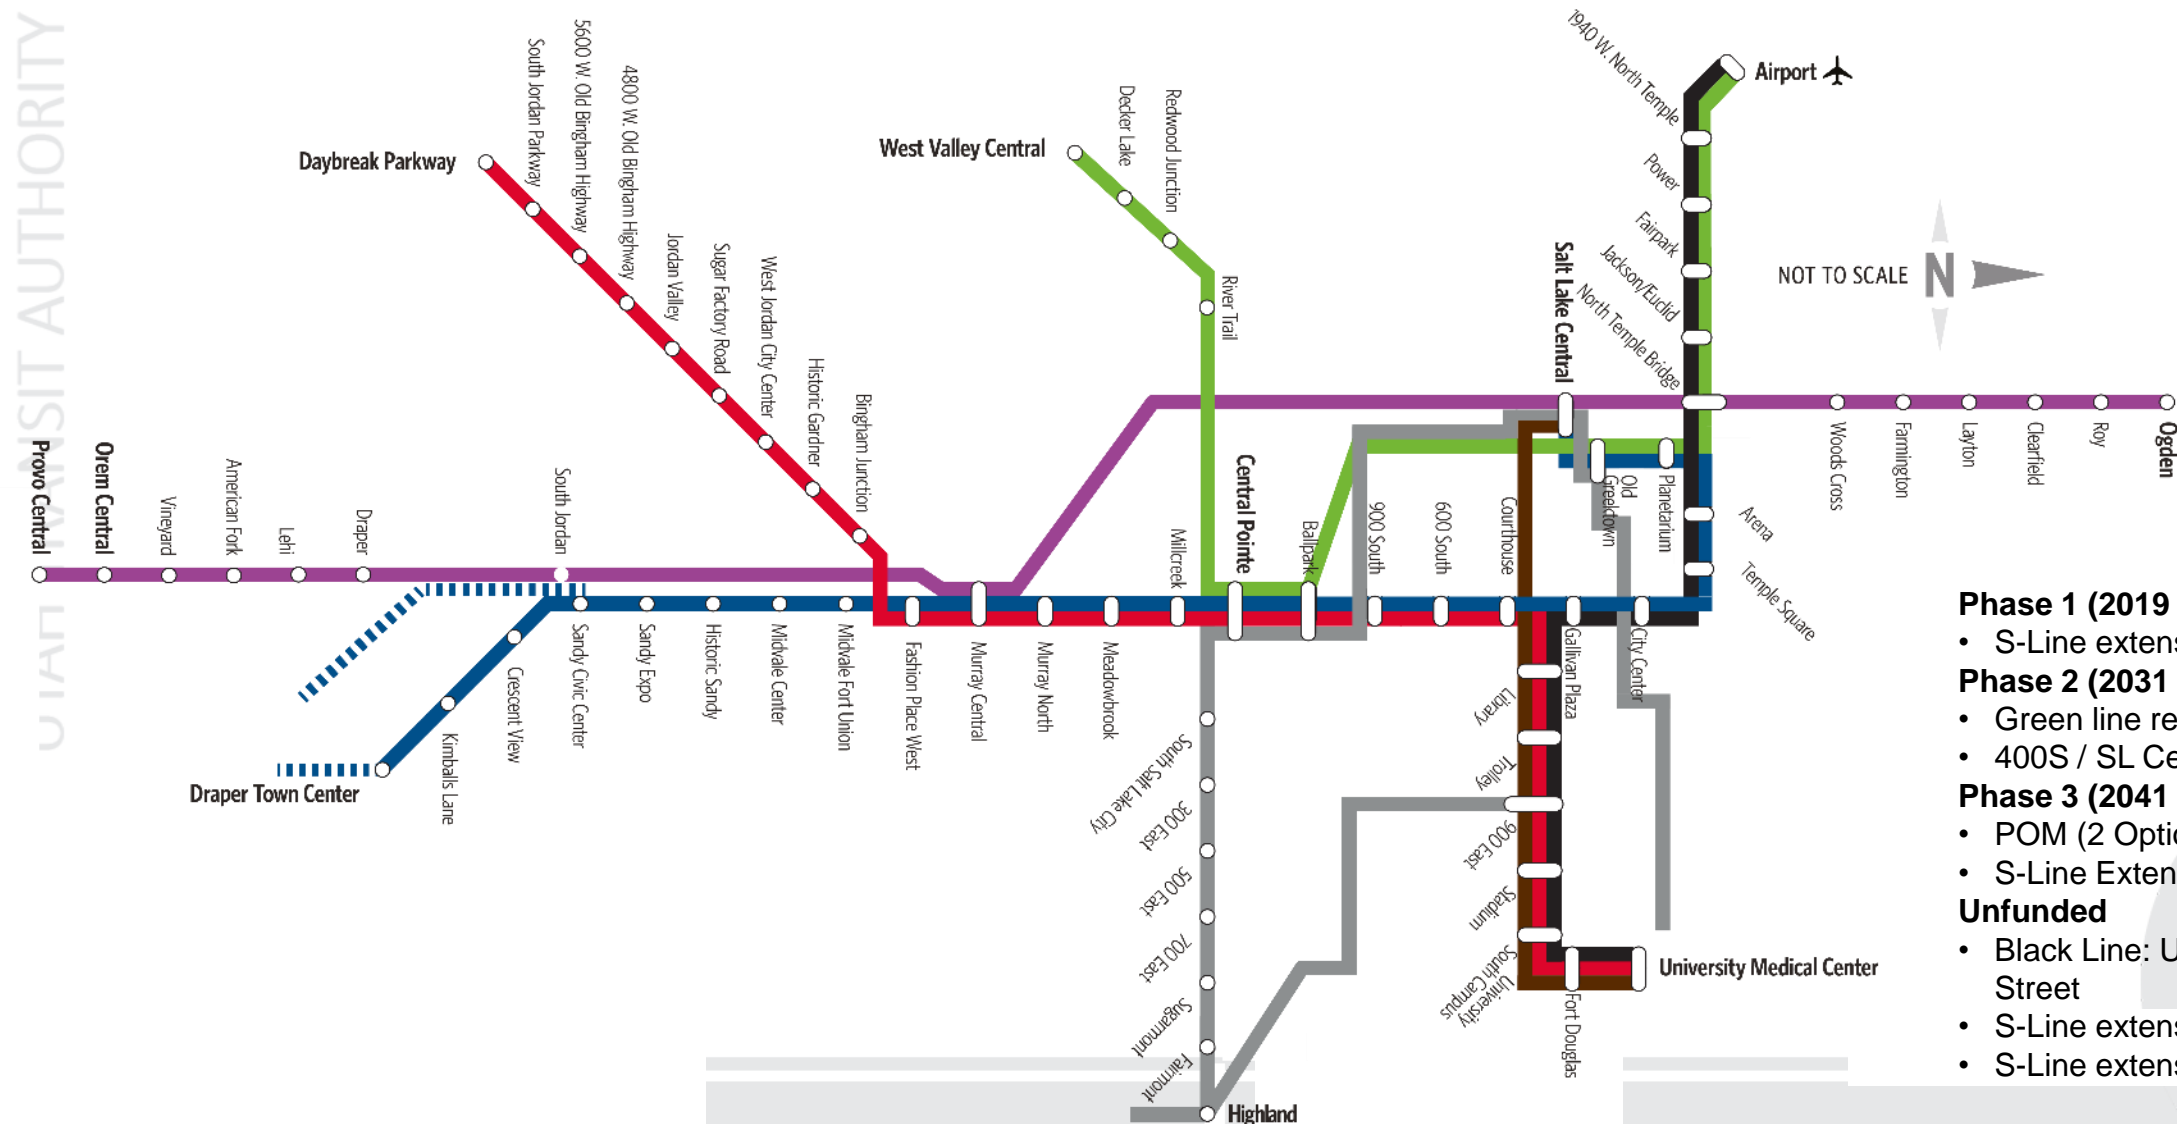 UTAH TRANSIT AUTHORITY
Daybreak Parkway
South Jordan Parkway
5600 W. Old Bingham Highway
4800 W. Old Bingham Highway
Jordan Valley
Sugar Factory Road
West Jordan City Center
Historic Gardner
Bingham Junction
West Valley Central
Decker Lake
Redwood Junction
River Trail
1940 W. North Temple
Power
Fairpark
Jackson/Euclid
North Temple Bridge
Salt Lake Central
Airport
NOT TO SCALE N
Provo Central
Orem Central
Vineyard
American Fork
Lehi
Draper
South Jordan
Millcreek
Central Pointe
Ballpark
900 South
600 South
Courthouse
Old
Greektown
Planetarium
Arena
Temple Square
Woods Cross
Farmington
Layton
Clearfield
Roy
Ogden
Draper Town Center
Kimballs Lane
Crescent View
Sandy Civic Center
Sandy Expo
Historic Sandy
Midvale Center
Midvale Fort Union
Fashion Place West
Murray Central
Murray North
Meadowbrook
Gallivan Plaza
City Center
South Salt Lake City
300 East
500 East
700 East
Sugarmont
Fairmont
Highland
Library
Trolley
900 East
Stadium
University
South Campus
Fort Douglas
University Medical Center
Phase 1 (2019
• S-Line extens
Phase 2 (2031
• Green line re
• 400S / SL Ce
Phase 3 (2041
• POM (2 Optio
• S-Line Exten
Unfunded
• Black Line: U
Street
• S-Line extens
• S-Line extens